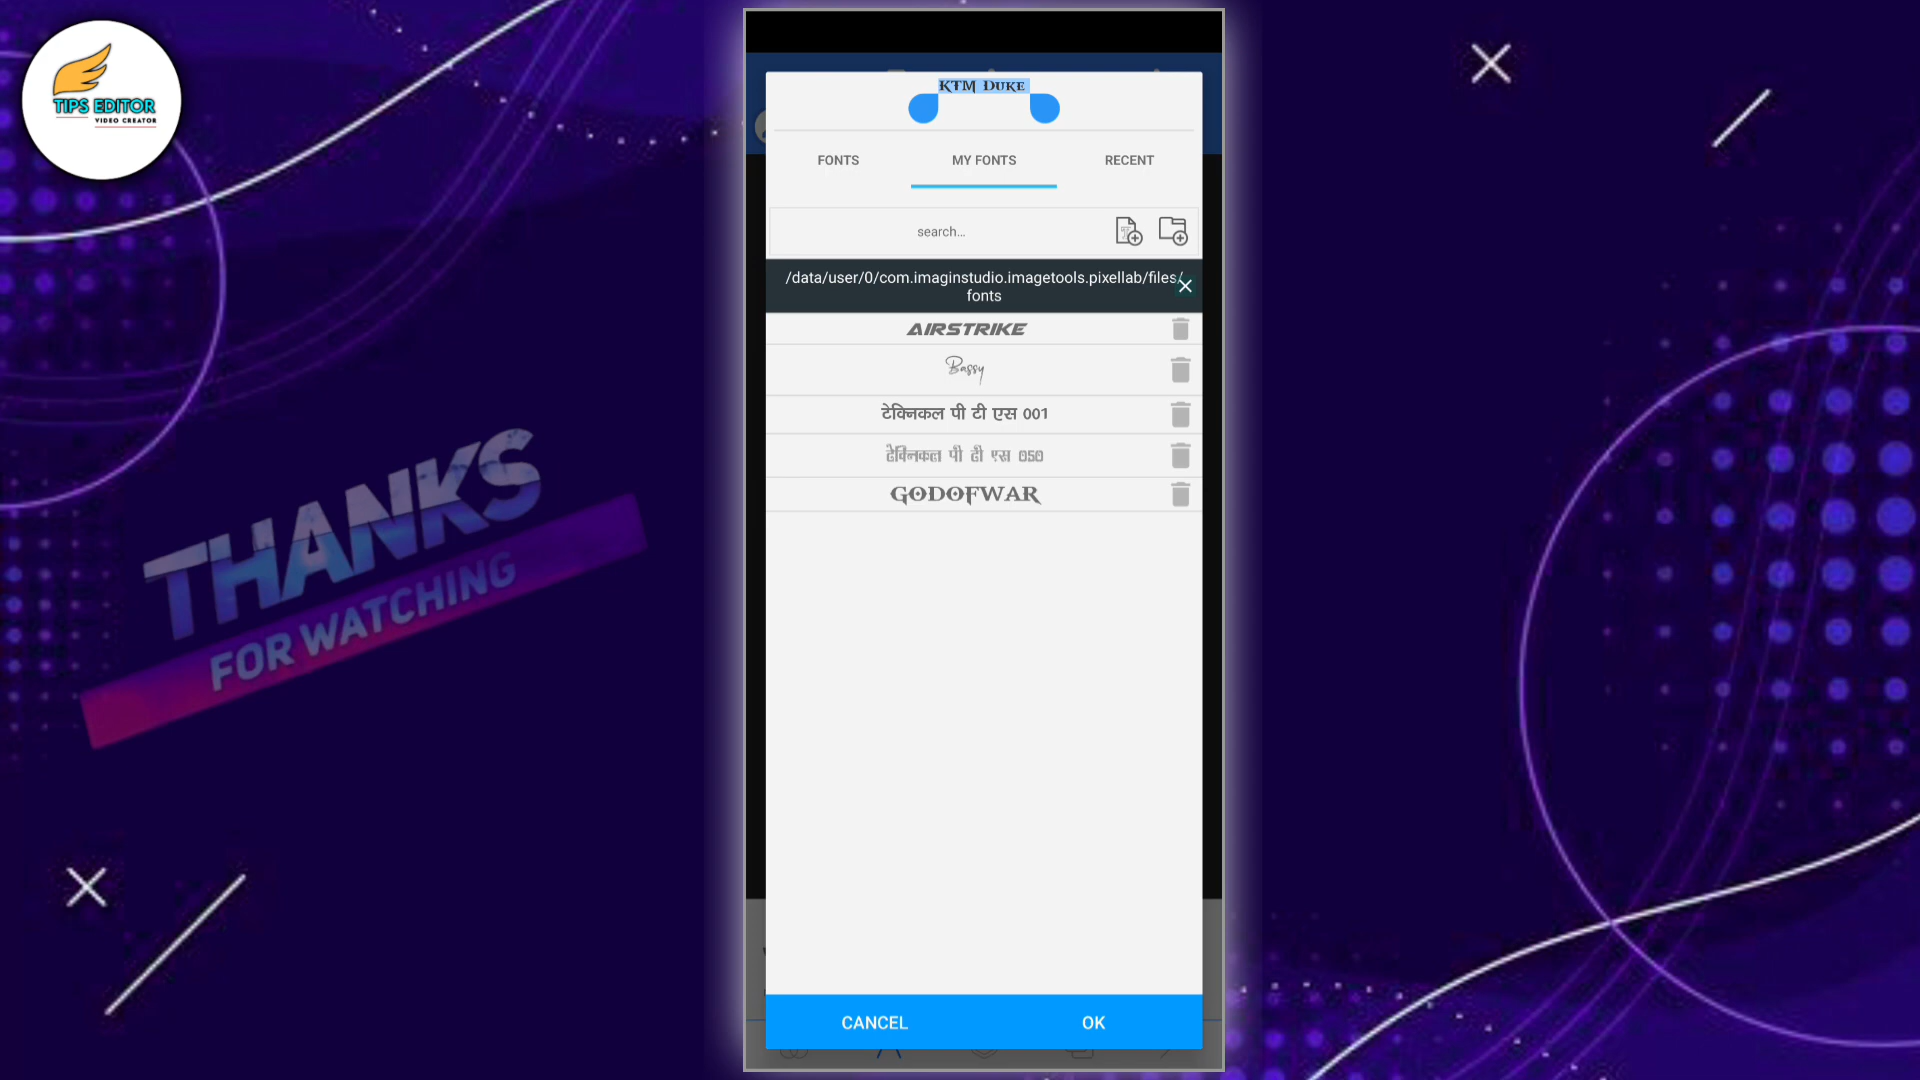 TIPS EDITOR
VIDEO CREATOR
THANKS
FOR WATCHING
KTM DUKE
FONTS
MY FONTS
RECENT
search...
/data/user/0/com.imaginstudio.imagetools.pixellab/files/
fonts
AIRSTRIKE
Bassy
टेक्निकल पी टी एस 001
टेक्निकल पी टी एस 050
GODOFWAR
CANCEL
OK